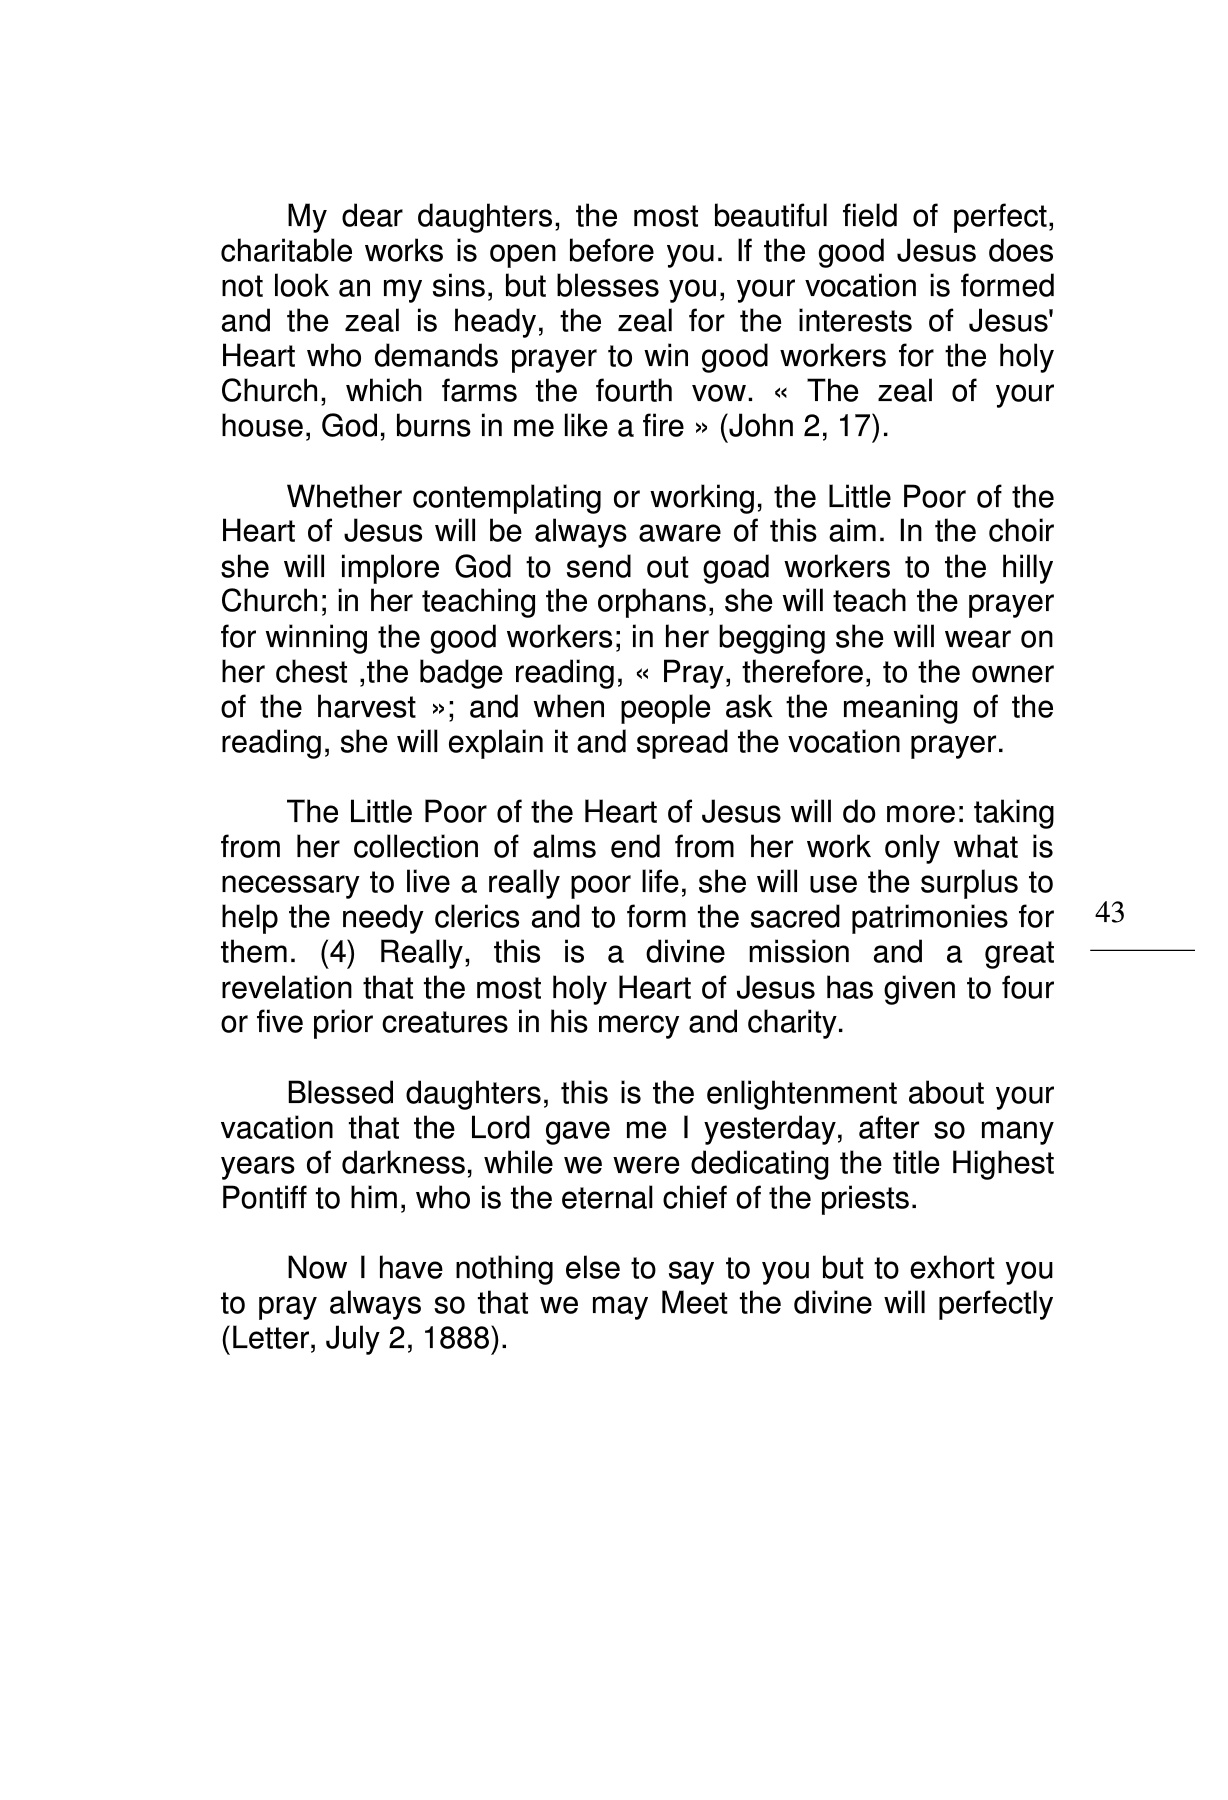 My dear daughters, the most beautiful field of perfect,
charitable works is open before you. If the good Jesus does
not look an my sins, but blesses you, your vocation is formed
and the zeal is heady, the zeal for the interests of Jesus'
Heart who demands prayer to win good workers for the holy
Church, which farms the fourth vow. « The zeal of your
house, God, burns in me like a fire » (John 2, 17).
Whether contemplating or working, the Little Poor of the
Heart of Jesus will be always aware of this aim. In the choir
she will implore God to send out goad workers to the hilly
Church; in her teaching the orphans, she will teach the prayer
for winning the good workers; in her begging she will wear on
her chest ,the badge reading, « Pray, therefore, to the owner
of the harvest »; and when people ask the meaning of the
reading, she will explain it and spread the vocation prayer.
The Little Poor of the Heart of Jesus will do more: taking
from her collection of alms end from her work only what is
necessary to live a really poor life, she will use the surplus to
help the needy clerics and to form the sacred patrimonies for
them. (4) Really, this is a divine mission and a great
revelation that the most holy Heart of Jesus has given to four
or five prior creatures in his mercy and charity.
43
Blessed daughters, this is the enlightenment about your
vacation that the Lord gave me I yesterday, after so many
years of darkness, while we were dedicating the title Highest
Pontiff to him, who is the eternal chief of the priests.
Now I have nothing else to say to you but to exhort you
to pray always so that we may Meet the divine will perfectly
(Letter, July 2, 1888).